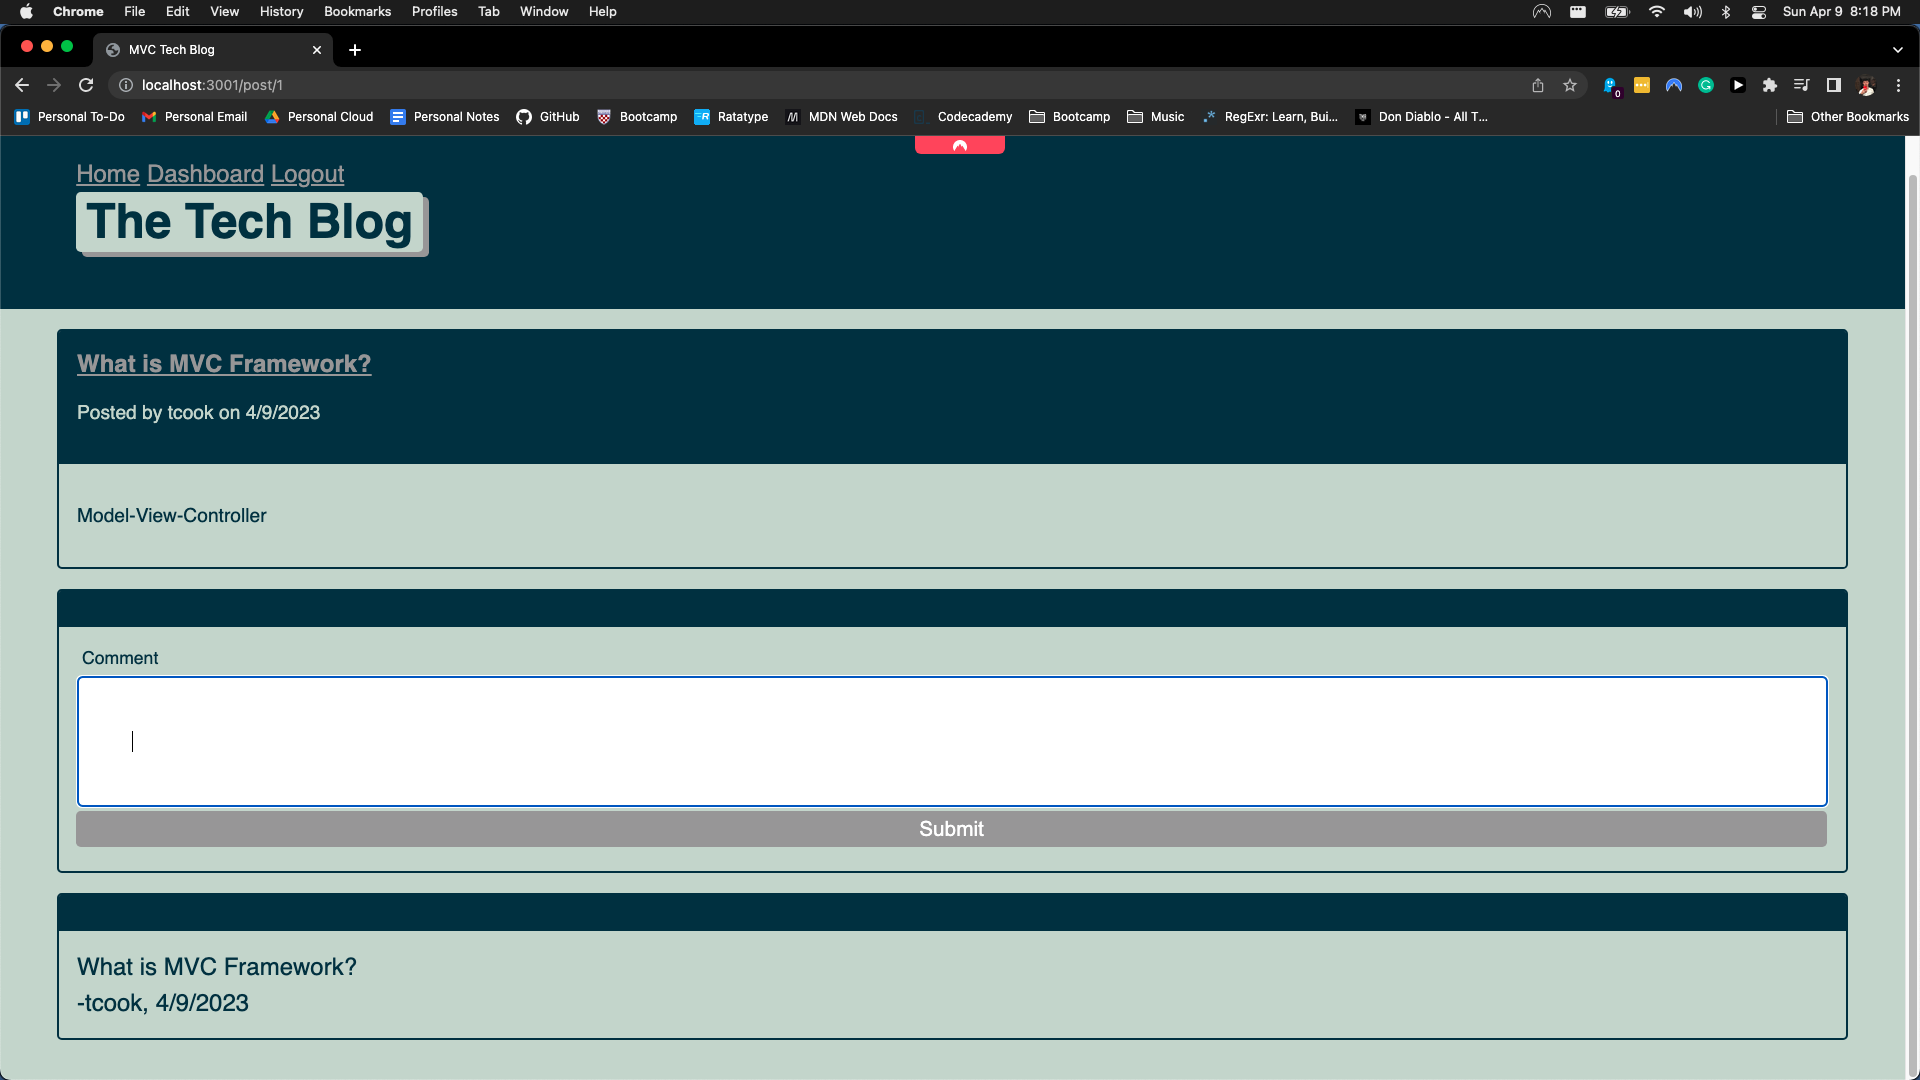 Chrome File Edit View History Bookmarks Profiles Tab Window Help Sun Apr 9 8:18 PM
MVC Tech Blog
localhost:3001/post/1
0
Personal To-Do Personal Email Personal Cloud Personal Notes GitHub Bootcamp Ratatype MDN Web Docs Codecademy Bootcamp Music RegExr: Learn, Bui... Don Diablo - All T... Other Bookmarks
Home Dashboard Logout
The Tech Blog
What is MVC Framework?
Posted by tcook on 4/9/2023
Model-View-Controller
Comment
Submit
What is MVC Framework?
-tcook, 4/9/2023